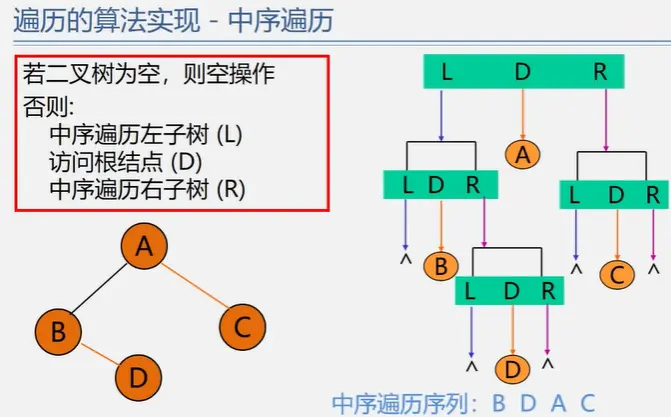 遍历的算法实现 - 中序遍历
若二叉树为空，则空操作
否则:
中序遍历左子树 (L)
访问根结点 (D)
中序遍历右子树 (R)
A
B
C
D
L D R
A
L D R
L D R
^
B
^
C
^
L D R
^
D
^
中序遍历序列: B D A C